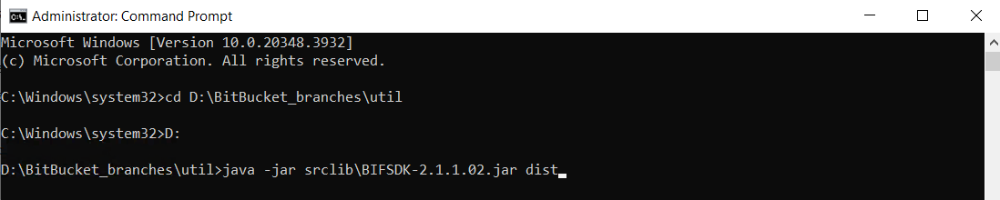 Administrator: Command Prompt
Microsoft Windows [Version 10.0.20348.3932]
(c) Microsoft Corporation. All rights reserved.
C:\Windows\system32>cd D:\BitBucket_branches\util
C:\Windows\system32>D:
D:\BitBucket_branches\util>java -jar srclib\BIFSDK-2.1.1.02.jar dist